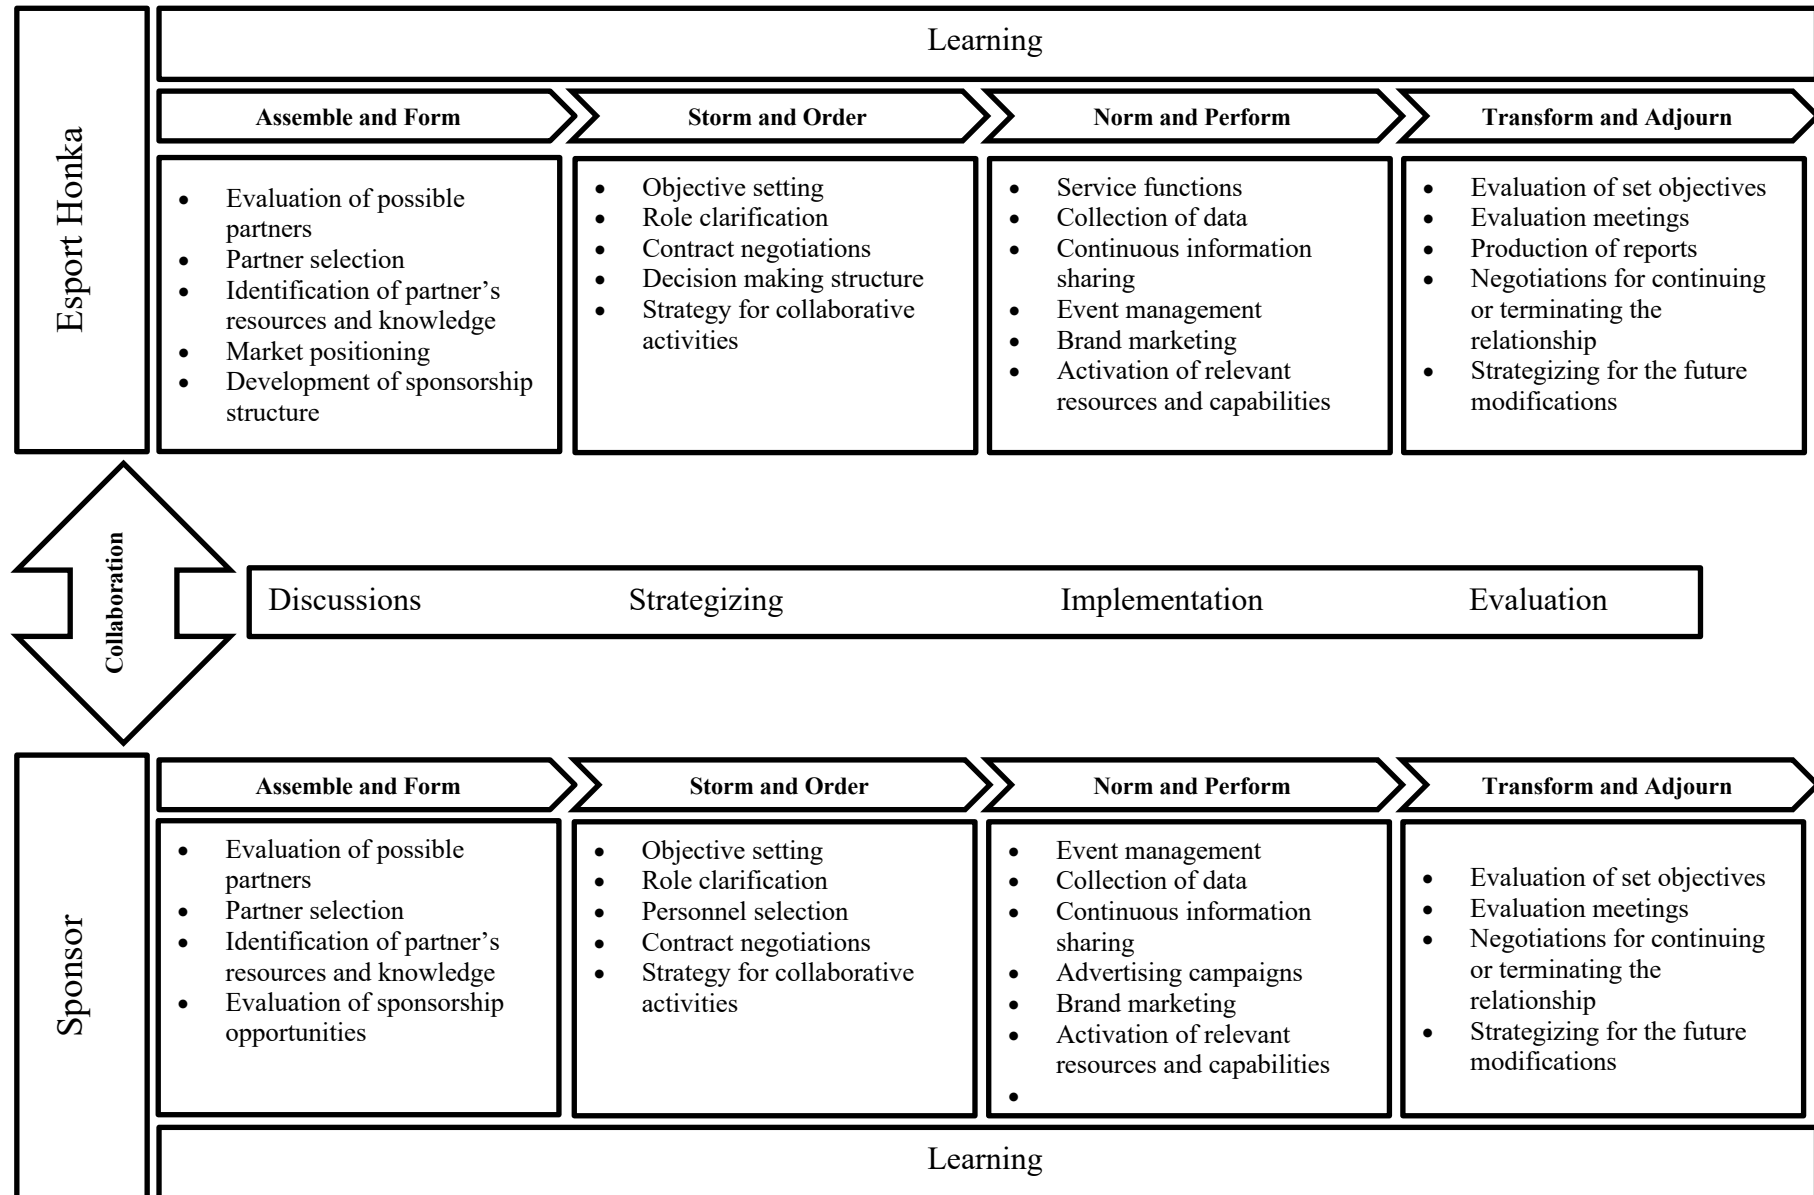 Esport Honka
Learning
Assemble and Form
Storm and Order
Norm and Perform
Transform and Adjourn
• Evaluation of possible
partners
• Partner selection
• Identification of partner’s
resources and knowledge
• Market positioning
• Development of sponsorship
structure
• Objective setting
• Role clarification
• Contract negotiations
• Decision making structure
• Strategy for collaborative
activities
• Service functions
• Collection of data
• Continuous information
sharing
• Event management
• Brand marketing
• Activation of relevant
resources and capabilities
• Evaluation of set objectives
• Evaluation meetings
• Production of reports
• Negotiations for continuing
or terminating the
relationship
• Strategizing for the future
modifications
Collaboration
Discussions
Strategizing
Implementation
Evaluation
Sponsor
Assemble and Form
Storm and Order
Norm and Perform
Transform and Adjourn
• Evaluation of possible
partners
• Partner selection
• Identification of partner’s
resources and knowledge
• Evaluation of sponsorship
opportunities
• Objective setting
• Role clarification
• Personnel selection
• Contract negotiations
• Strategy for collaborative
activities
• Event management
• Collection of data
• Continuous information
sharing
• Advertising campaigns
• Brand marketing
• Activation of relevant
resources and capabilities
•
• Evaluation of set objectives
• Evaluation meetings
• Negotiations for continuing
or terminating the
relationship
• Strategizing for the future
modifications
Learning